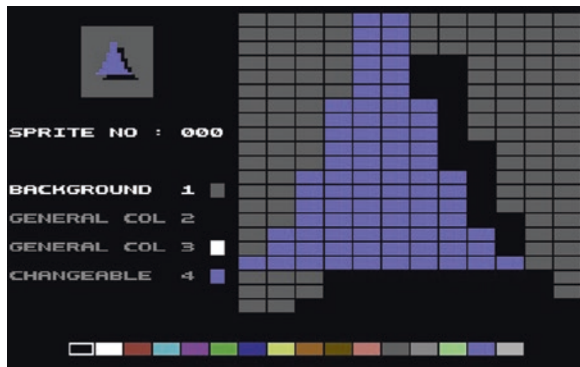 SPRITE NO : 000
BACKGROUND 1
GENERAL COL 2
GENERAL COL 3
CHANGEABLE 4